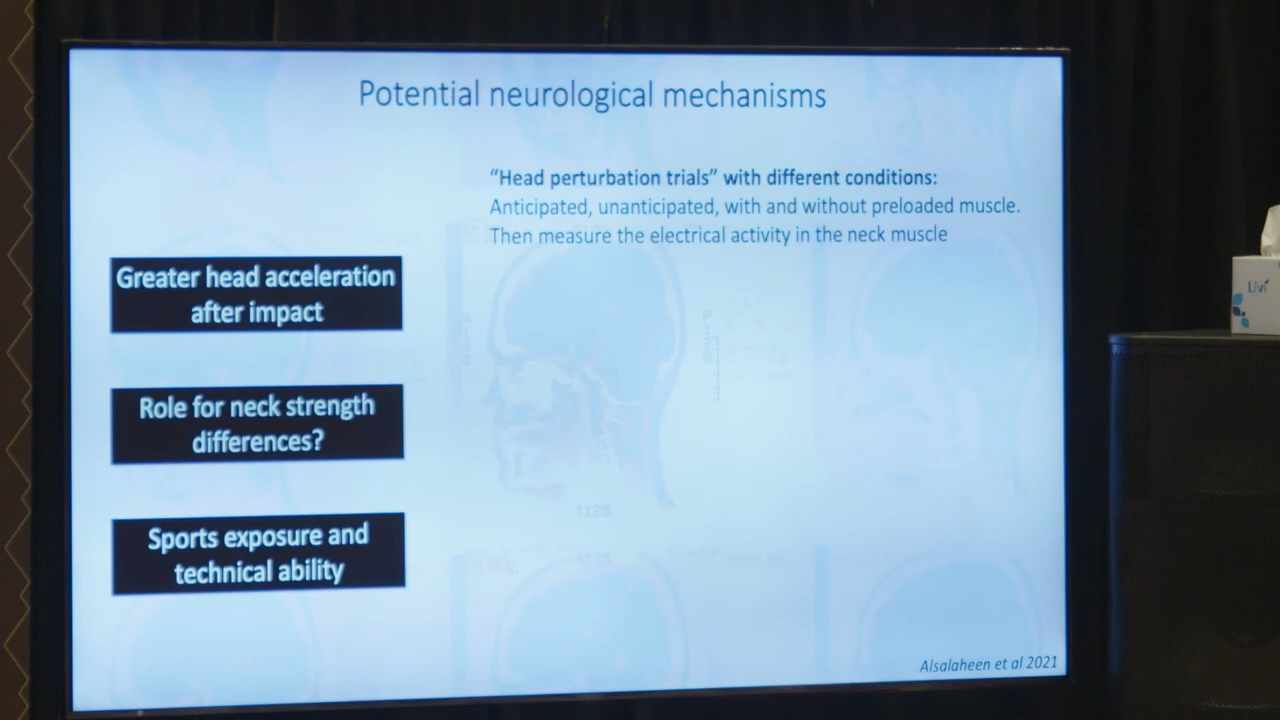 Potential neurological mechanisms
“Head perturbation trials” with different conditions:
Anticipated, unanticipated, with and without preloaded muscle.
Then measure the electrical activity in the neck muscle
Greater head acceleration
after impact
Role for neck strength
differences?
Sports exposure and
technical ability
Alsalaheen et al 2021
Livi